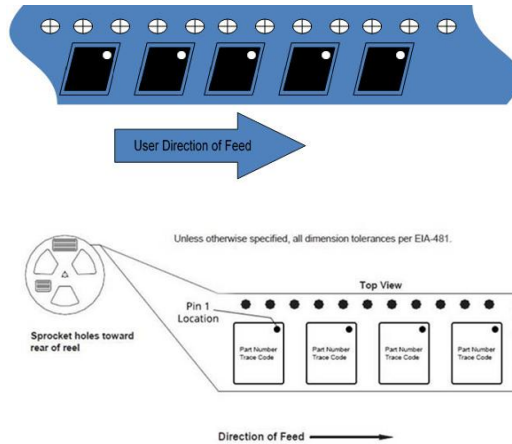 User Direction of Feed
Unless otherwise specified, all dimension tolerances per EIA-481.
Top View
Pin 1
Location
Sprocket holes toward
rear of reel
Part Number
Trace Code
Part Number
Trace Code
Part Number
Trace Code
Part Number
Trace Code
Direction of Feed